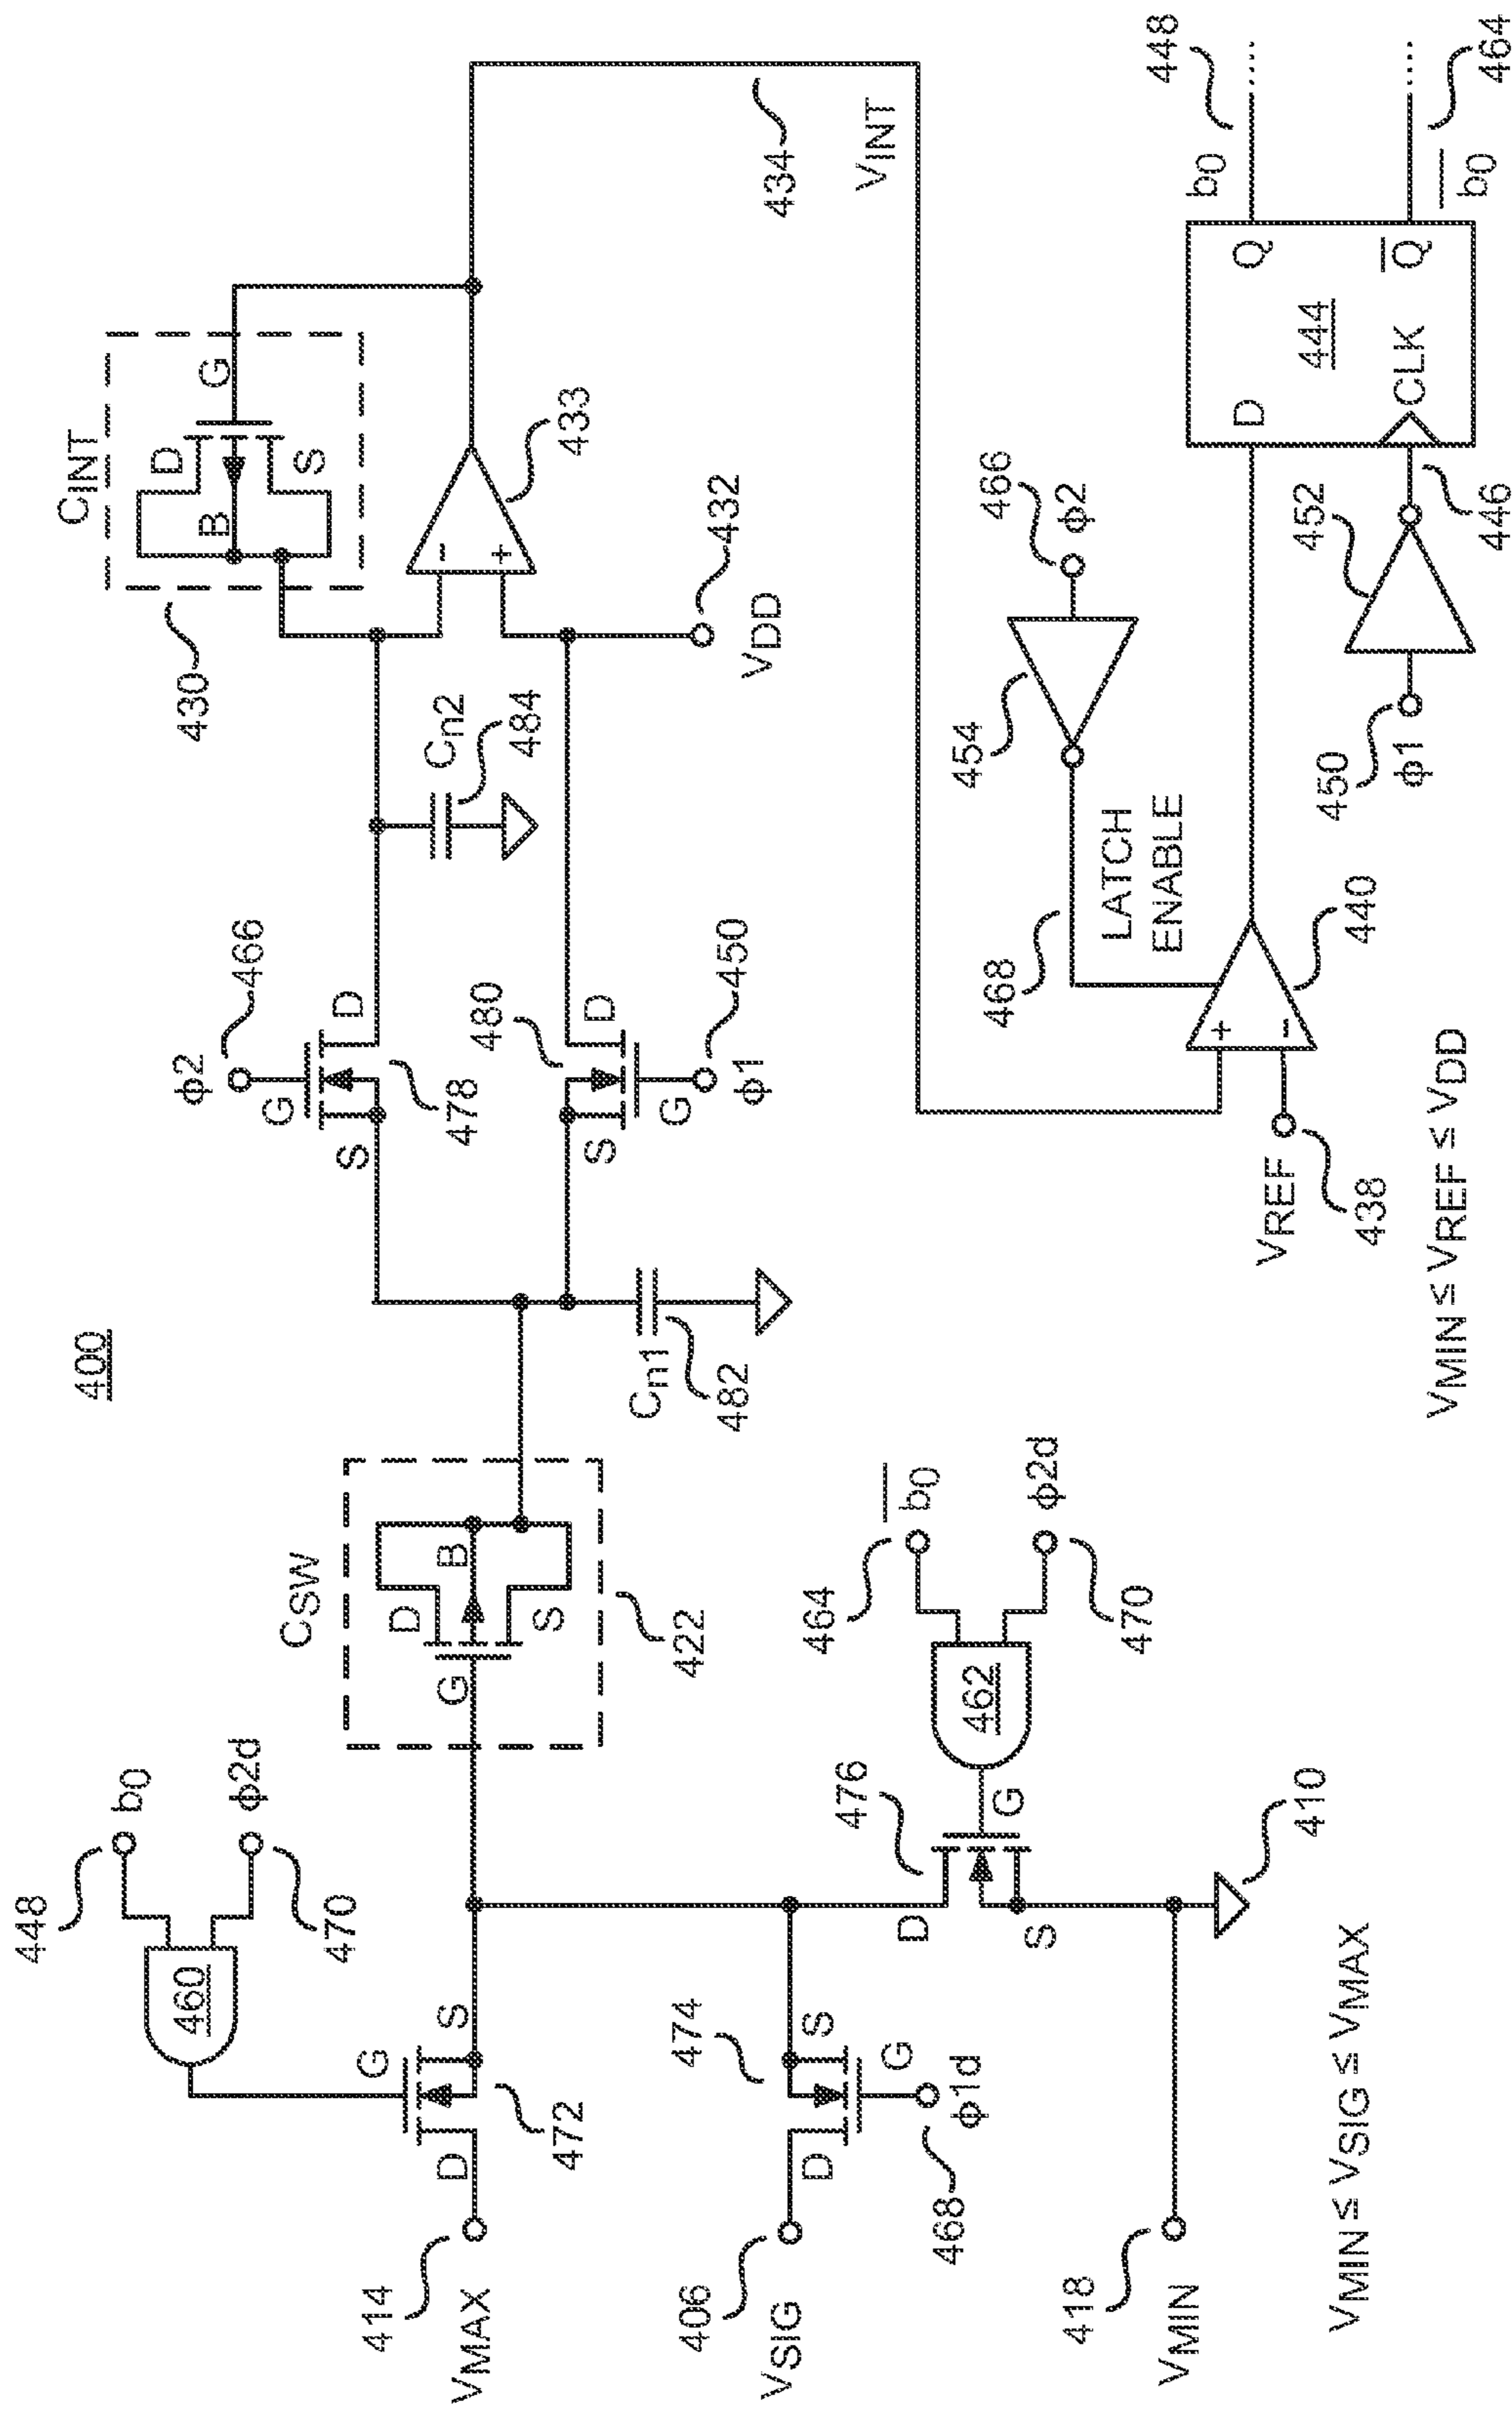 400
448
b0
ϕ2d
470
460
G
D
S
472
414
VMAX
CSW
G
D
B
S
422
ϕ2
466
G
S
D
478
480
S
D
G
450
ϕ1
Cn1
482
Cn2
484
CINT
D
G
B
S
430
433
-
+
432
VDD
434
VINT
406
VSIG
474
D
S
G
ϕ1d
468
476
D
G
S
462
464
b0
ϕ2d
470
418
VMIN
410
VMIN ≤ VSIG ≤ VMAX
466
ϕ2
454
468
LATCH
ENABLE
+
-
440
VREF
438
VMIN ≤ VREF ≤ VDD
D
Q
444
CLK
Q
448
b0
464
b0
446
452
450
ϕ1